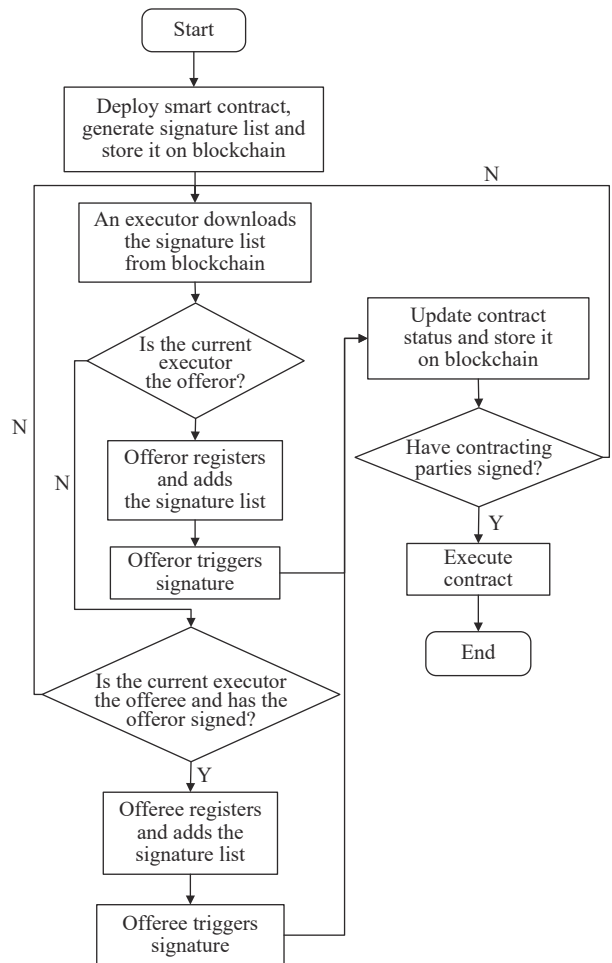 Start
Deploy smart contract,
generate signature list and
store it on blockchain
N
An executor downloads
the signature list
from blockchain
Update contract
status and store it
on blockchain
Is the current
executor
the offeror?
N
Have contracting
parties signed?
Offeror registers
and adds
the signature list
N
Y
Offeror triggers
signature
Execute
contract
End
Is the current executor
the offeree and has the
offeror signed?
Y
Offeree registers
and adds the
signature list
Offeree triggers
signature